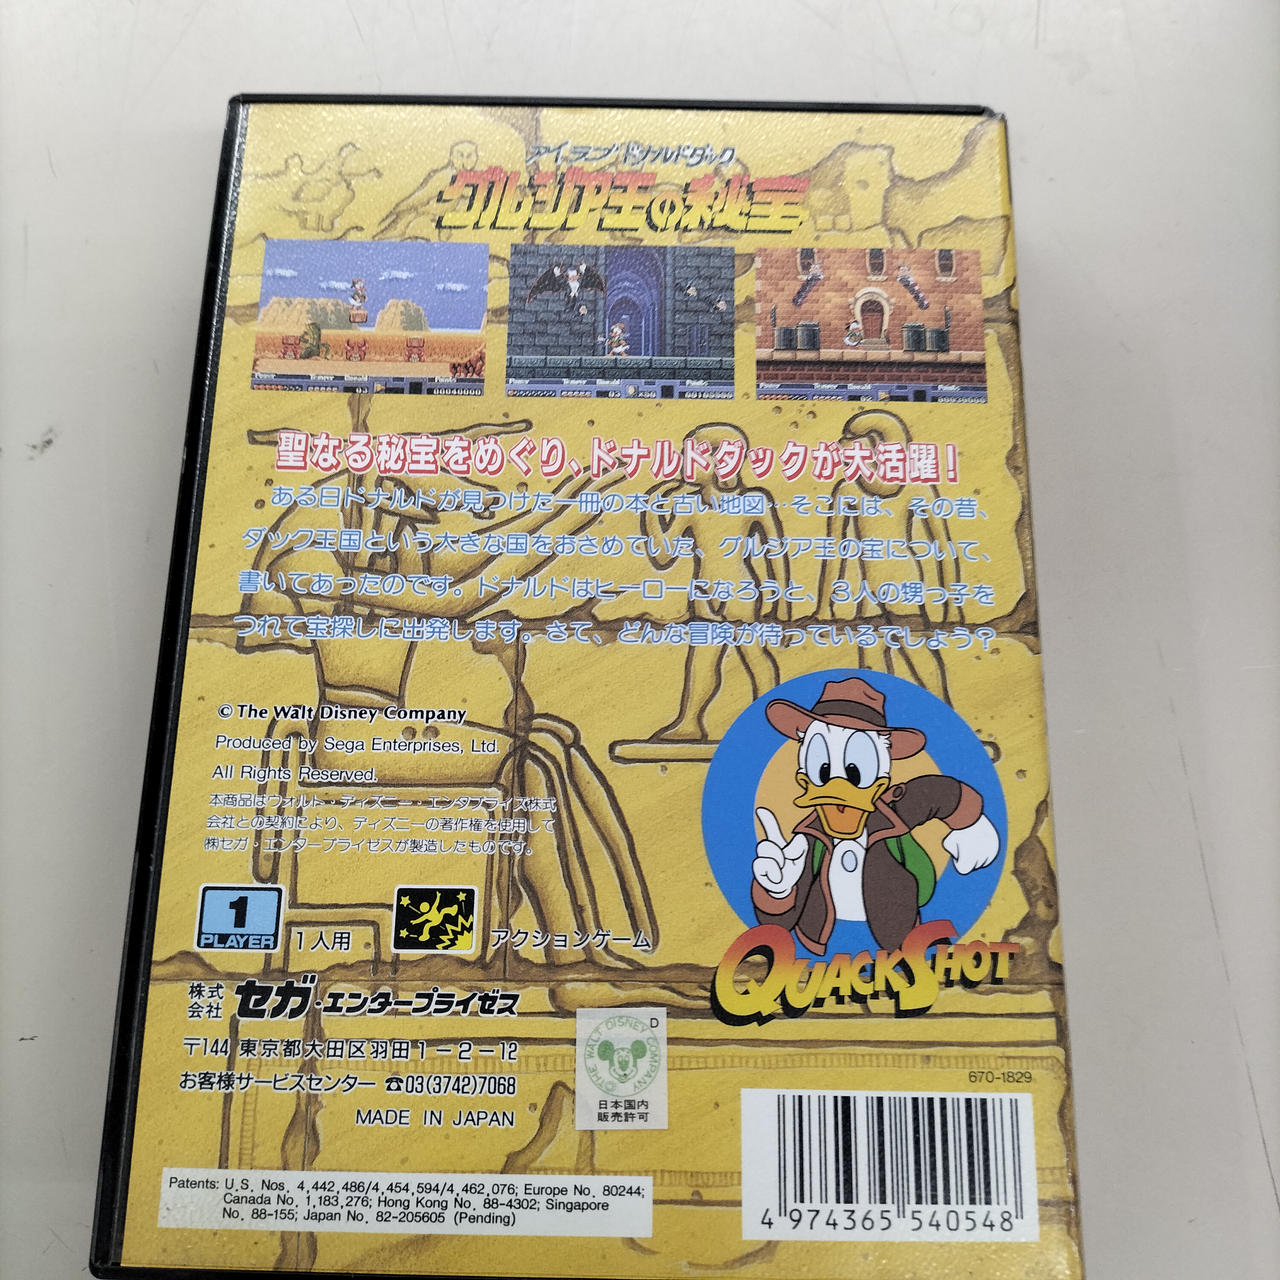 アイラブ ドナルドダック
グルジア王の秘宝
聖なる秘宝をめぐり、ドナルドダックが大活躍!
ある日ドナルドが見つけた一冊の本と古い地図…そこには、その昔、
ダック王国という大きな国をおさめていた、グルジア王の宝について、
書いてあったのです。ドナルドはヒーローになろうと、3人の甥っ子を
つれて宝探しに出発します。さて、どんな冒険が待っているでしょう?
© The Walt Disney Company
Produced by Sega Enterprises, Ltd.
All Rights Reserved.
本商品はウォルト・ディズニー・エンタプライズ株式
会社との契約により、ディズニーの著作権を使用して
㈱セガ・エンタープライゼスが製造したものです。
QUACKSHOT
1
PLAYER
1人用
アクションゲーム
株式
会社
セガ・エンタープライゼス
〒144 東京都大田区羽田1-2-12
お客様サービスセンター ☎03(3742)7068
MADE IN JAPAN
D
©THE WALT DISNEY COMPANY
日本国内
販売許可
670-1829
Patents: U.S. Nos. 4,442,486/4,454,594/4,462,076; Europe No. 80244;
Canada No. 1,183,276; Hong Kong No. 88-4302; Singapore
No. 88-155; Japan No. 82-205605 (Pending)
4 974365 540548